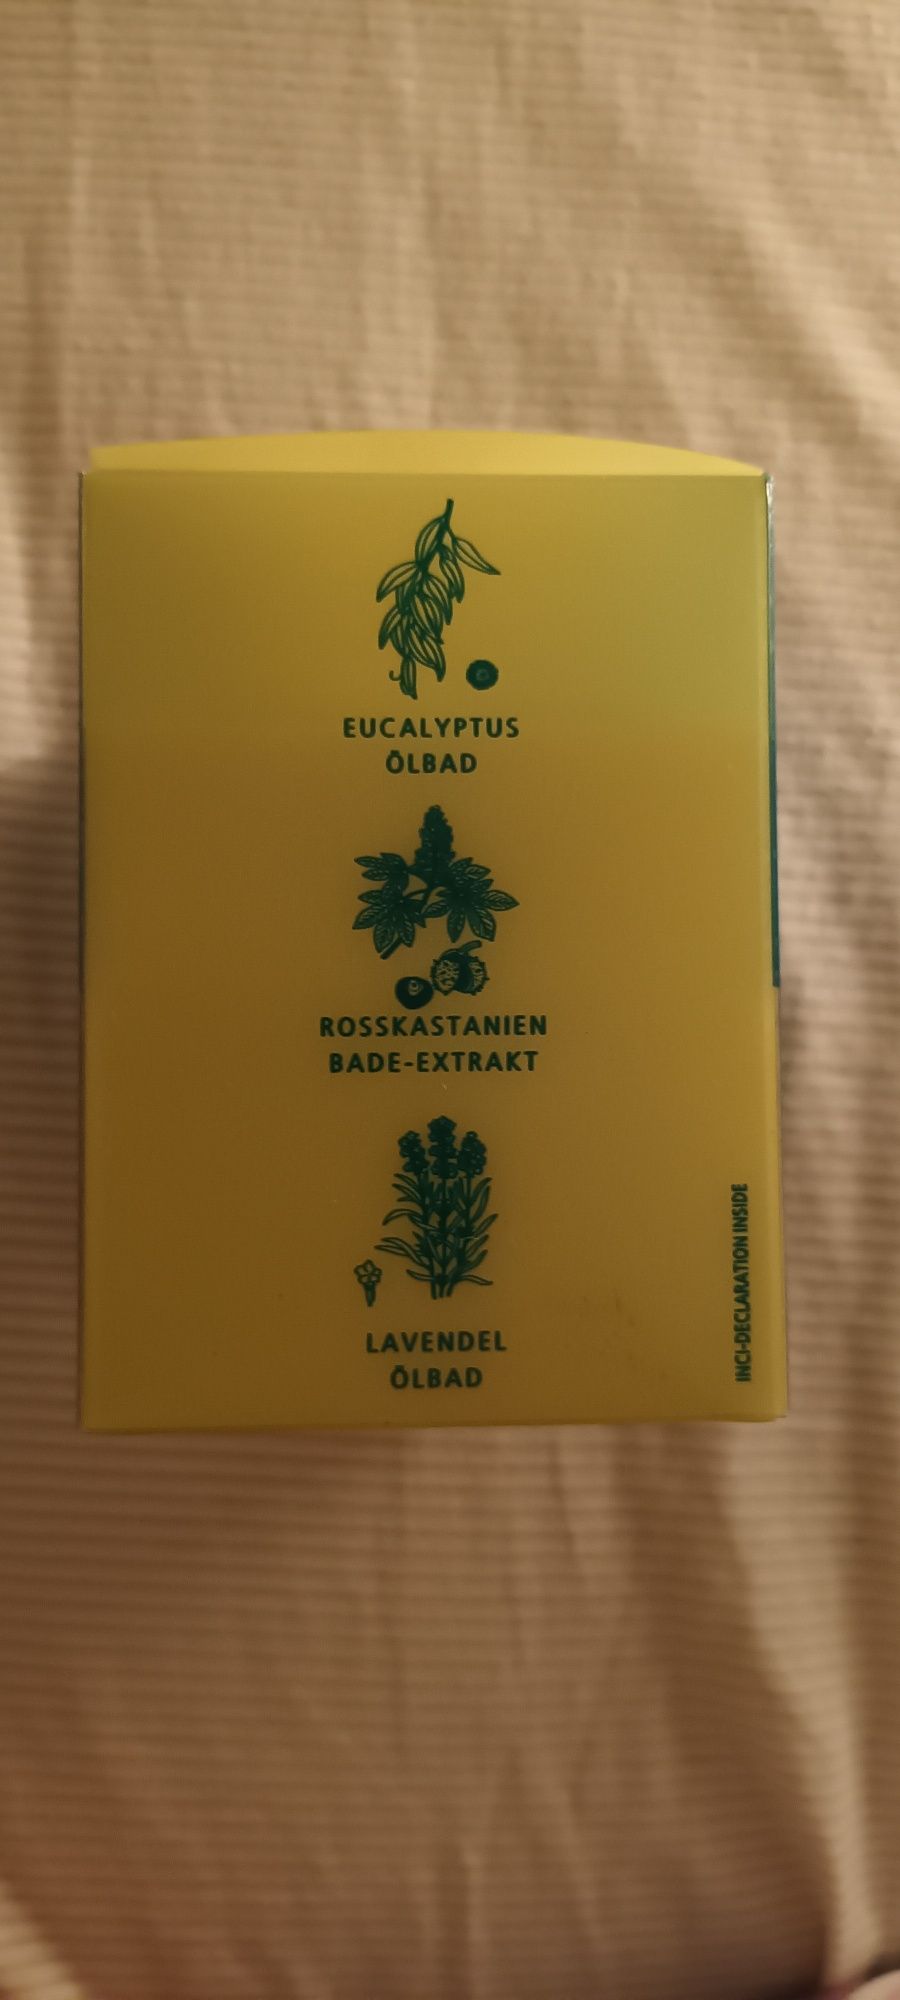 EUCALYPTUS
ÖLBAD
ROSSKASTANIEN
BADE-EXTRAKT
LAVENDEL
ÖLBAD
INCI-DECLARATION INSIDE